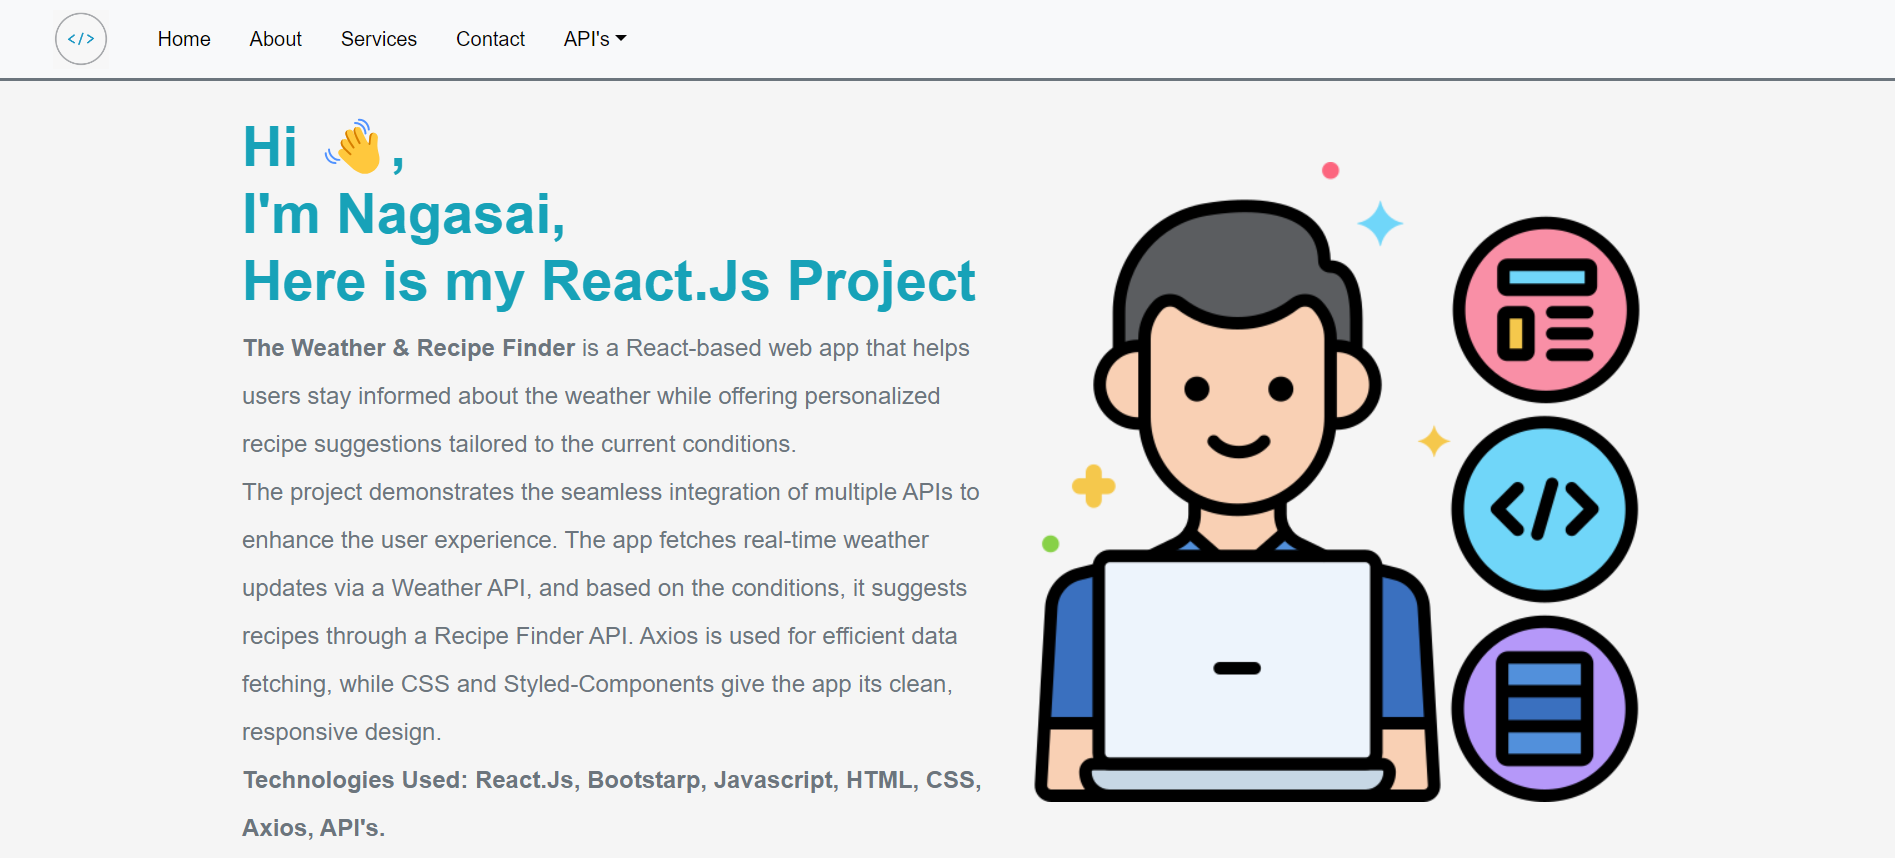 </>
Home About Services Contact API's
Hi 👋,
I'm Nagasai,
Here is my React.Js Project
The Weather & Recipe Finder is a React-based web app that helps
users stay informed about the weather while offering personalized
recipe suggestions tailored to the current conditions.
The project demonstrates the seamless integration of multiple APIs to
enhance the user experience. The app fetches real-time weather
updates via a Weather API, and based on the conditions, it suggests
recipes through a Recipe Finder API. Axios is used for efficient data
fetching, while CSS and Styled-Components give the app its clean,
responsive design.
Technologies Used: React.Js, Bootstarp, Javascript, HTML, CSS,
Axios, API's.
</>